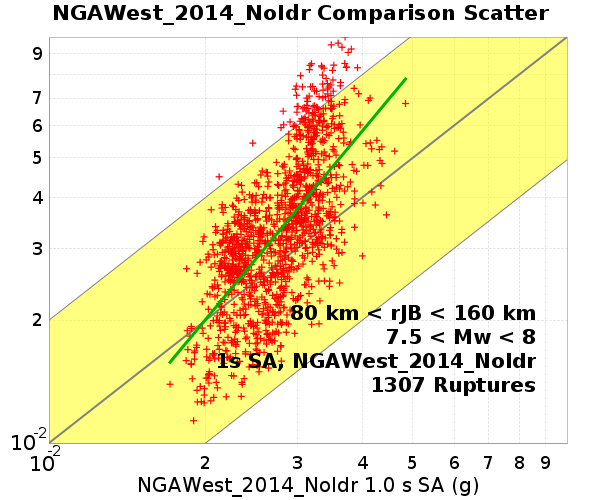 NGAWest_2014_NoIdr Comparison Scatter
9
7
6
5
4
3
2
10-2
80 km < rJB < 160 km
7.5 < Mw < 8
1s SA, NGAWest_2014_NoIdr
1307 Ruptures
10-2 2 3 4 5 6 7 8 9
NGAWest_2014_NoIdr 1.0 s SA (g)